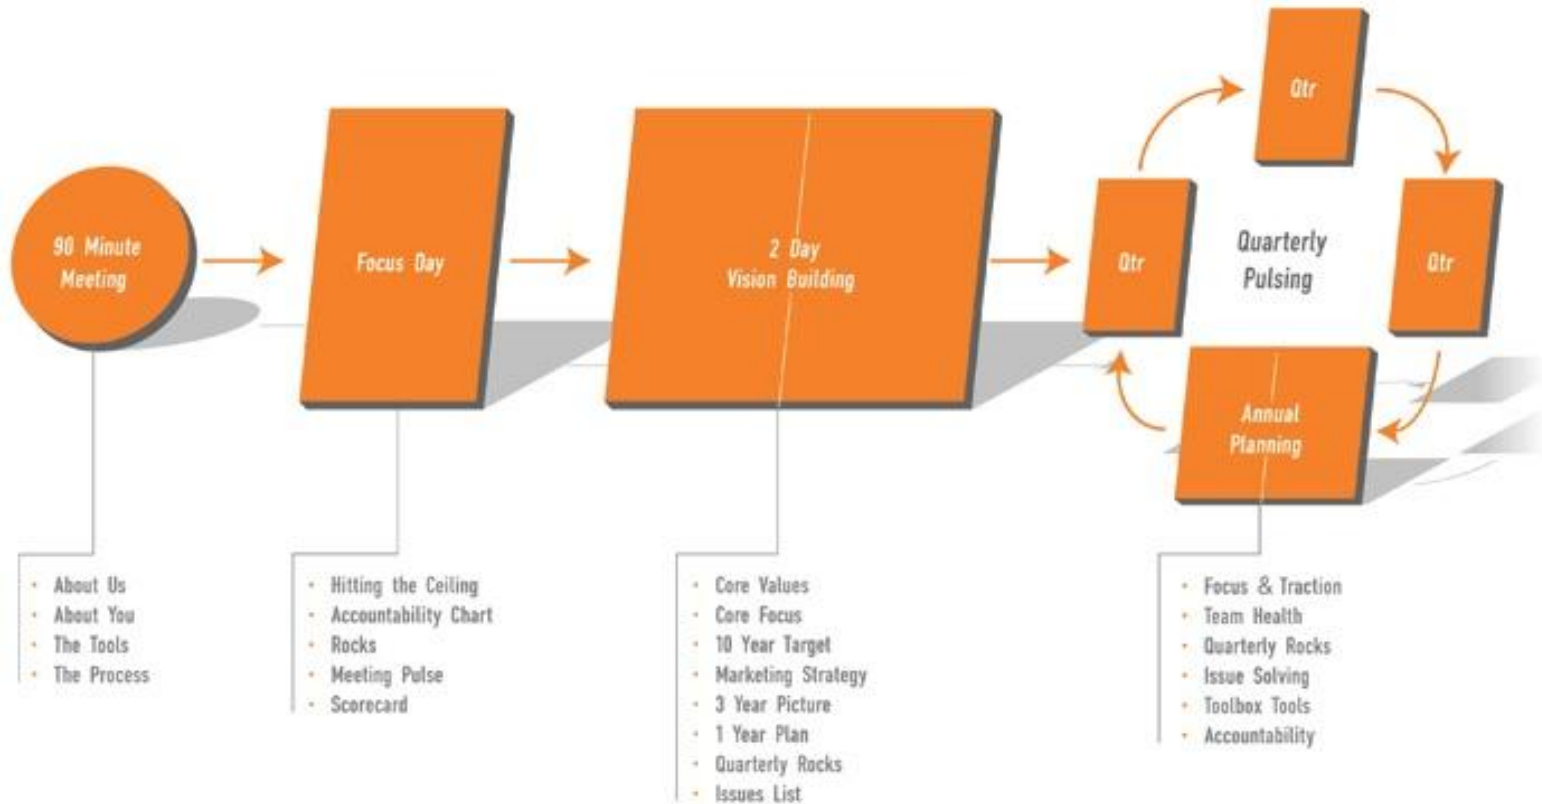 90 Minute
Meeting
Focus Day
2 Day
Vision Building
Qtr
Qtr
Quarterly
Pulsing
Qtr
Annual
Planning
• About Us
• About You
• The Tools
• The Process
• Hitting the Ceiling
• Accountability Chart
• Rocks
• Meeting Pulse
• Scorecard
• Core Values
• Core Focus
• 10 Year Target
• Marketing Strategy
• 3 Year Picture
• 1 Year Plan
• Quarterly Rocks
• Issues List
• Focus & Traction
• Team Health
• Quarterly Rocks
• Issue Solving
• Toolbox Tools
• Accountability